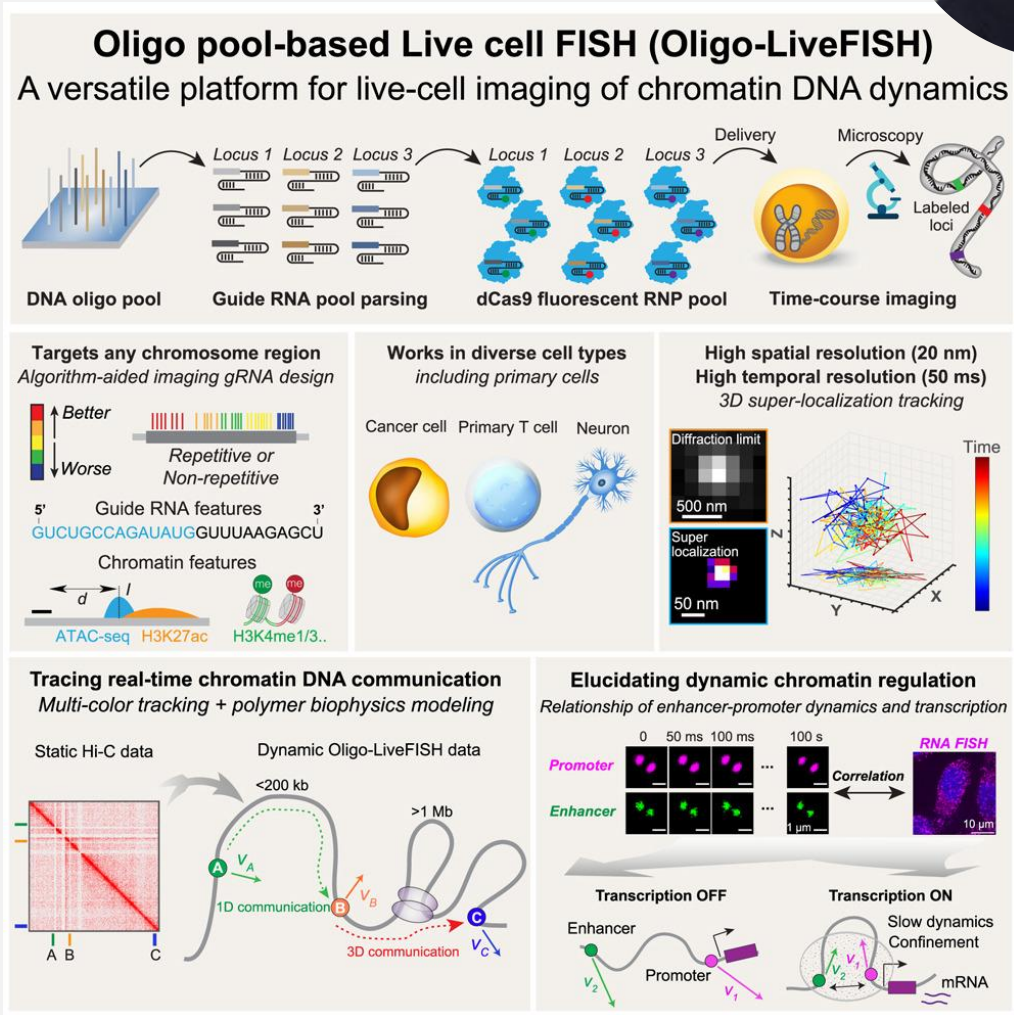 Oligo pool-based Live cell FISH (Oligo-LiveFISH)
A versatile platform for live-cell imaging of chromatin DNA dynamics
Locus 1 Locus 2 Locus 3
Locus 1 Locus 2 Locus 3
Delivery
Microscopy
Labeled
loci
DNA oligo pool
Guide RNA pool parsing
dCas9 fluorescent RNP pool
Time-course imaging
Targets any chromosome region
Algorithm-aided imaging gRNA design
Better
Worse
Repetitive or
Non-repetitive
5' Guide RNA features 3'
GUCUGCCAGAUAUGGUUUAAGAGCU
Chromatin features
d
l
me me
ATAC-seq H3K27ac H3K4me1/3..
Works in diverse cell types
including primary cells
Cancer cell Primary T cell Neuron
High spatial resolution (20 nm)
High temporal resolution (50 ms)
3D super-localization tracking
Diffraction limit
500 nm
Super
localization
50 nm
Z
Y
X
Time
Tracing real-time chromatin DNA communication
Multi-color tracking + polymer biophysics modeling
Static Hi-C data
Dynamic Oligo-LiveFISH data
<200 kb
>1 Mb
A
VA
1D communication
B
VB
3D communication
C
VC
A B C
Elucidating dynamic chromatin regulation
Relationship of enhancer-promoter dynamics and transcription
0 50 ms 100 ms 100 s
RNA FISH
Promoter
...
Correlation
Enhancer
...
1 μm
10 μm
Transcription OFF
Enhancer
Promoter
V2
V1
Transcription ON
Slow dynamics
Confinement
V2
V1
mRNA